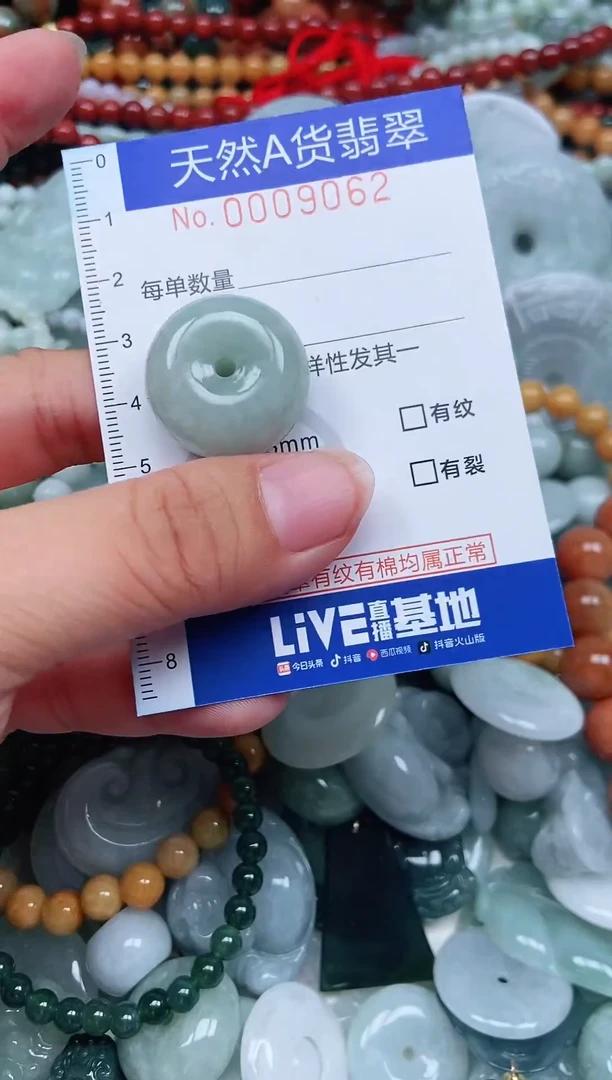 天然A货翡翠
No. 0009062
每单数量
样性发其一
mm
有纹
有裂
有纹有棉均属正常
LiVE直播基地
头条 今日头条 抖音 西瓜视频 抖音火山版
0
1
2
3
4
5
8